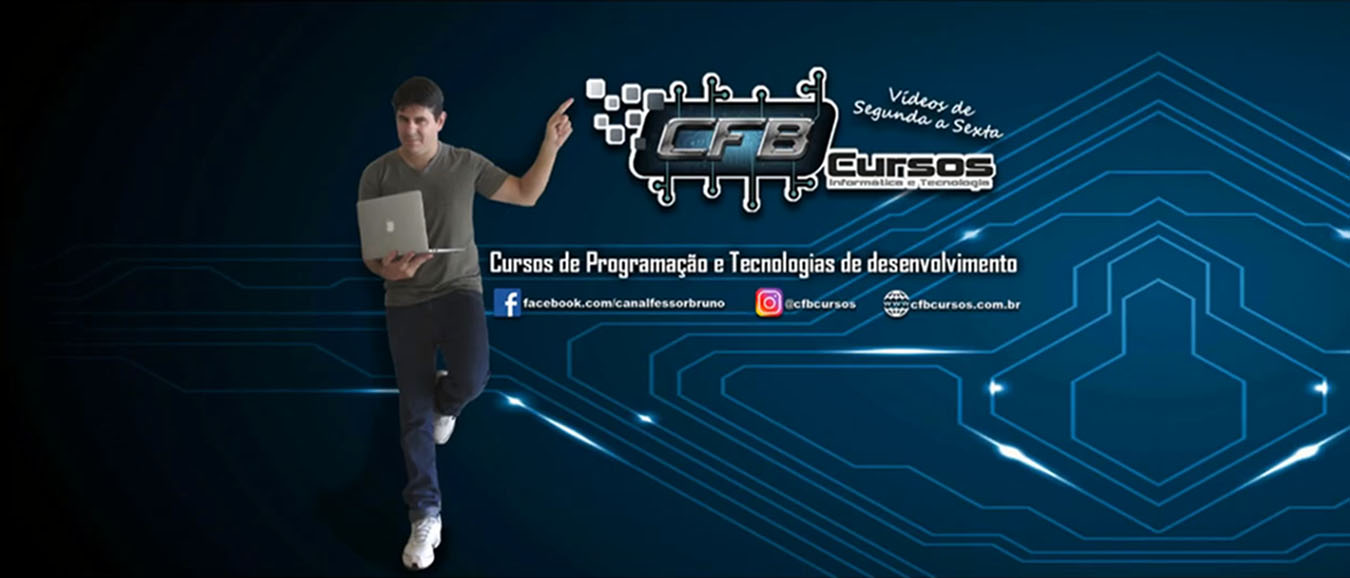 CFB
Cursos
Informática e Tecnologia
Vídeos de
Segunda a Sexta
Cursos de Programação e Tecnologias de desenvolvimento
facebook.com/canalfessorbruno
@cfbcursos
www
cfbcursos.com.br